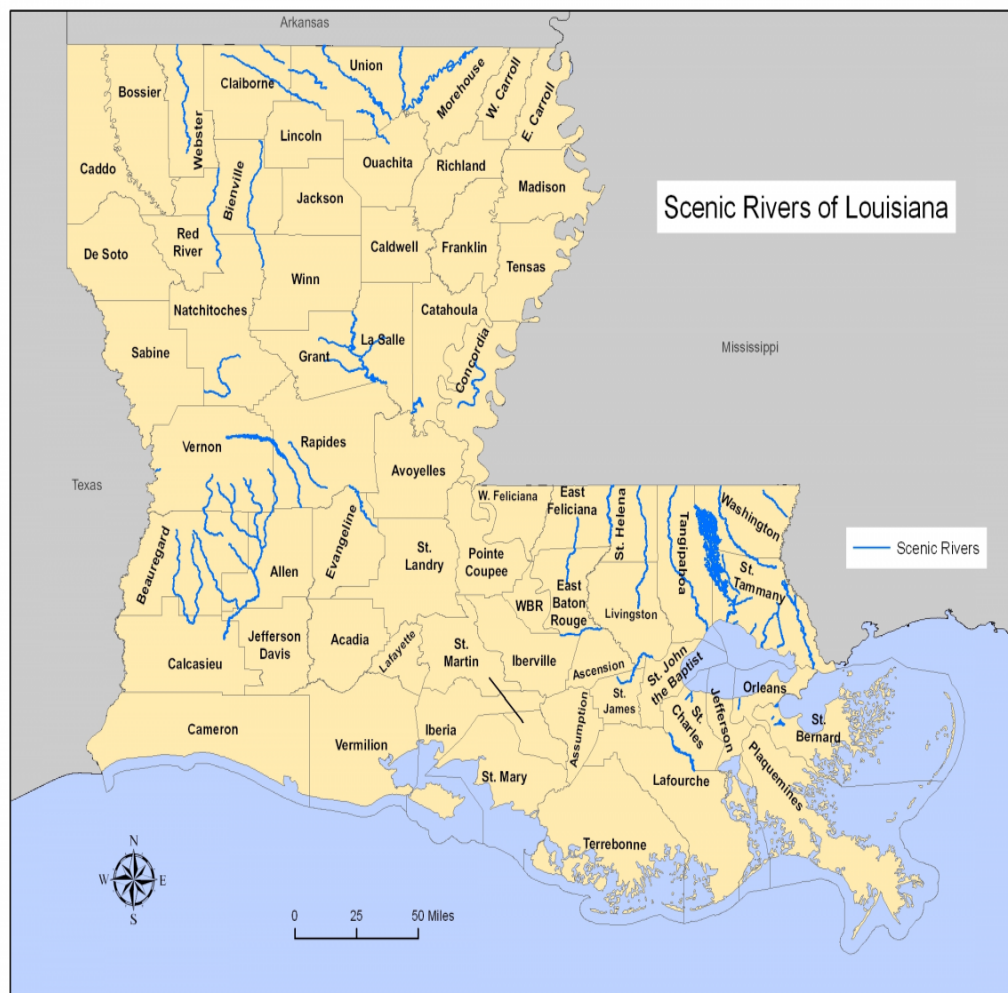 Arkansas
Union
Claiborne
Bossier
Webster
Morehouse
W. Carroll
E. Carroll
Lincoln
Ouachita
Richland
Caddo
Bienville
Madison
Jackson
Scenic Rivers of Louisiana
Red
River
De Soto
Caldwell
Franklin
Tensas
Winn
Natchitoches
Catahoula
La Salle
Sabine
Grant
Concordia
Mississippi
Vernon
Rapides
Avoyelles
Texas
W. Feliciana
East
Feliciana
St. Helena
Tangipahoa
Washington
Beauregard
Evangeline
St.
Landry
Pointe
Coupee
Allen
St.
Tammany
Scenic Rivers
East
Baton
Rouge
WBR
Livingston
Jefferson
Davis
Acadia
Lafayette
St.
Martin
Iberville
Ascension
St. John
the Baptist
Calcasieu
St.
James
Orleans
St.
Charles
Jefferson
St.
Bernard
Cameron
Vermilion
Iberia
Assumption
Plaquemines
St. Mary
Lafourche
Terrebonne
N
W
E
S
0
25
50 Miles